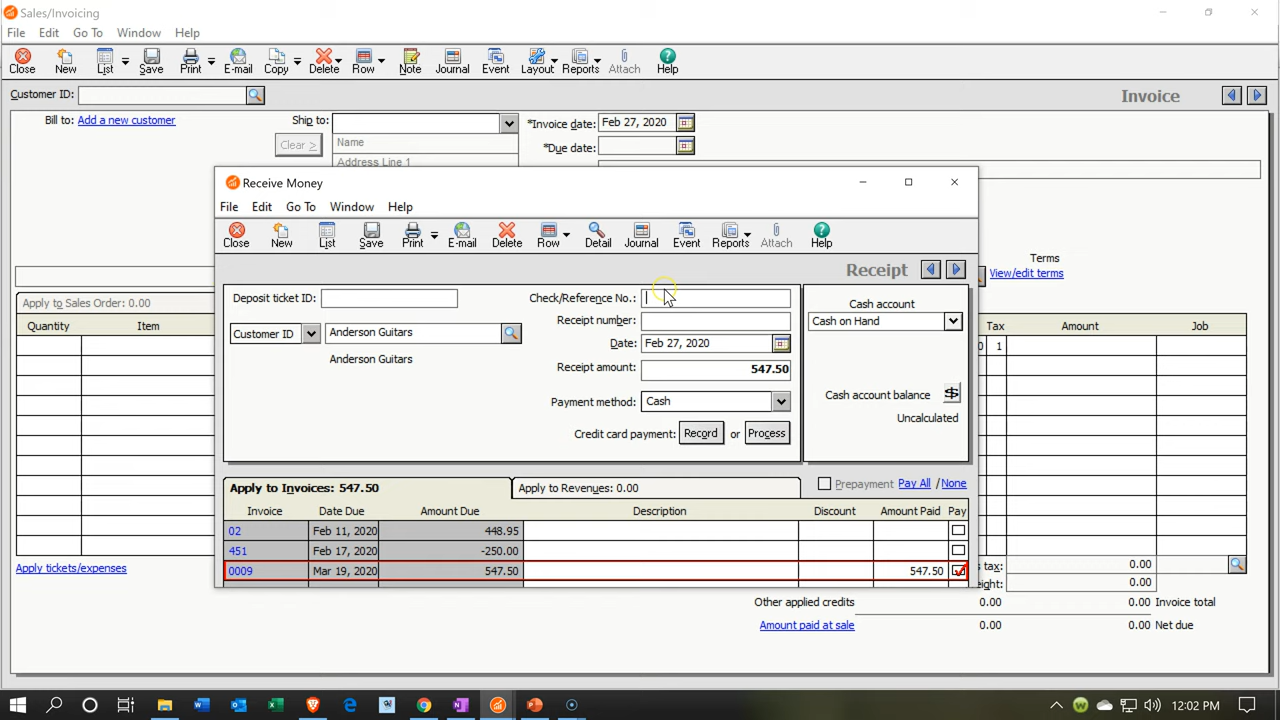 Sales/Invoicing
File Edit Go To Window Help
Close New List Save Print E-mail Copy Delete Row Note Journal Event Layout Reports Attach Help
Customer ID: Invoice
Bill to: Add a new customer Ship to: *Invoice date: Feb 27, 2020
Clear > Name *Due date:
Address Line 1
Receive Money
File Edit Go To Window Help
Close New List Save Print E-mail Delete Row Detail Journal Event Reports Attach Help
Receipt
Terms
View/edit terms
Deposit ticket ID: Check/Reference No.: Cash account
Receipt number: Cash on Hand
Customer ID Anderson Guitars Date: Feb 27, 2020
Anderson Guitars Receipt amount: 547.50
Payment method: Cash Cash account balance
Credit card payment: Record or Process Uncalculated
Apply to Invoices: 547.50 Apply to Revenues: 0.00 Prepayment Pay All / None
Invoice Date Due Amount Due Description Discount Amount Paid Pay
02 Feb 11, 2020 448.95
451 Feb 17, 2020 -250.00
0009 Mar 19, 2020 547.50 547.50
Apply to Sales Order: 0.00
Quantity Item Tax Amount Job
0 1
Apply tickets/expenses
s tax: 0.00
eight: 0.00
Other applied credits 0.00 0.00 Invoice total
Amount paid at sale 0.00 0.00 Net due
12:02 PM